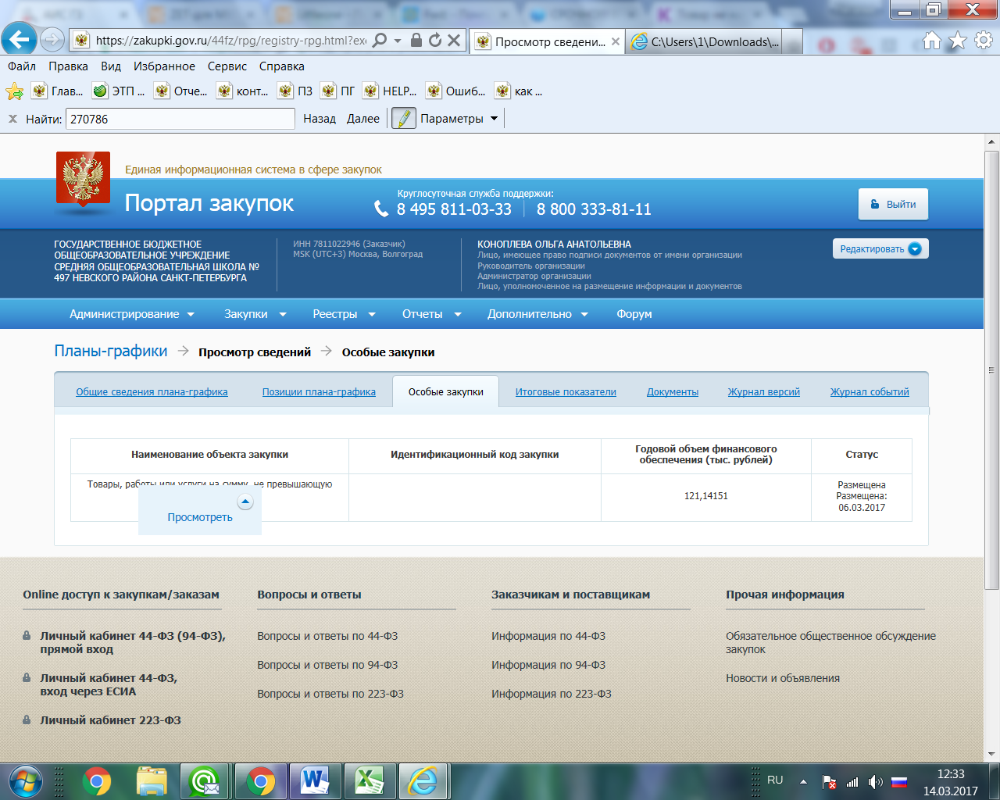 https://zakupki.gov.ru/44fz/rpg/registry-rpg.html?exe
Просмотр сведени...
C:\Users\1\Downloads\...
Файл Правка Вид Избранное Сервис Справка
Глав... ЭТП ... Отче... конт... ПЗ ПГ HELP... Ошиб... как ...
Найти: 270786 Назад Далее Параметры
Единая информационная система в сфере закупок
Портал закупок
Круглосуточная служба поддержки:
8 495 811-03-33 8 800 333-81-11
Выйти
ГОСУДАРСТВЕННОЕ БЮДЖЕТНОЕ
ОБЩЕОБРАЗОВАТЕЛЬНОЕ УЧРЕЖДЕНИЕ
СРЕДНЯЯ ОБЩЕОБРАЗОВАТЕЛЬНАЯ ШКОЛА №
497 НЕВСКОГО РАЙОНА САНКТ-ПЕТЕРБУРГА
ИНН 7811022946 (Заказчик)
MSK (UTC+3) Москва, Волгоград
КОНОПЛЕВА ОЛЬГА АНАТОЛЬЕВНА
Лицо, имеющее право подписи документов от имени организации
Руководитель организации
Администратор организации
Лицо, уполномоченное на размещение информации и документов
Редактировать
Администрирование Закупки Реестры Отчеты Дополнительно Форум
Планы-графики Просмотр сведений Особые закупки
Общие сведения плана-графика Позиции плана-графика Особые закупки Итоговые показатели Документы Журнал версий Журнал событий
Наименование объекта закупки
Идентификационный код закупки
Годовой объем финансового
обеспечения (тыс. рублей)
Статус
Товары, работы или услуги на сумму, не превышающую
Просмотреть
121,14151
Размещена
Размещена:
06.03.2017
Online доступ к закупкам/заказам
Личный кабинет 44-ФЗ (94-ФЗ),
прямой вход
Личный кабинет 44-ФЗ,
вход через ЕСИА
Личный кабинет 223-ФЗ
Вопросы и ответы
Вопросы и ответы по 44-ФЗ
Вопросы и ответы по 94-ФЗ
Вопросы и ответы по 223-ФЗ
Заказчикам и поставщикам
Информация по 44-ФЗ
Информация по 94-ФЗ
Информация по 223-ФЗ
Прочая информация
Обязательное общественное обсуждение
закупок
Новости и объявления
RU
12:33
14.03.2017